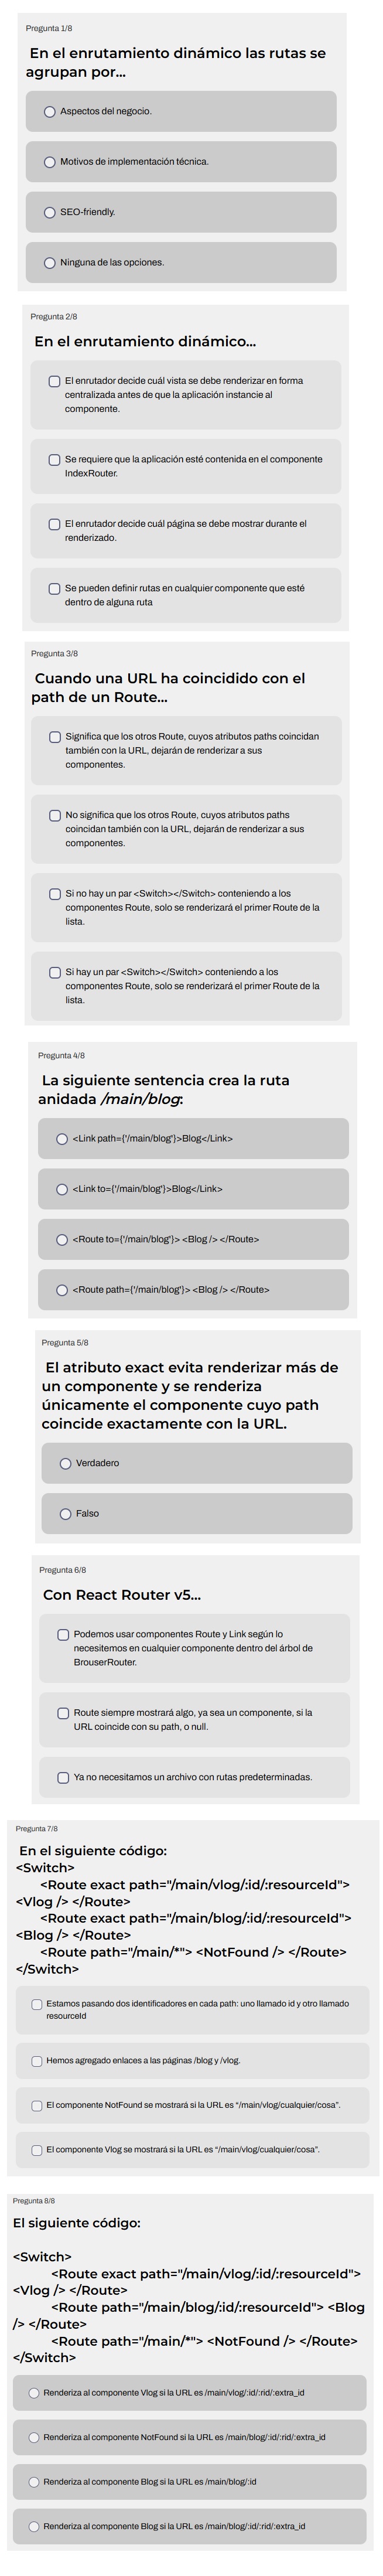 Pregunta 1/8
En el enrutamiento dinámico las rutas se
agrupan por...
Aspectos del negocio.
Motivos de implementación técnica.
SEO-friendly.
Ninguna de las opciones.
Pregunta 2/8
En el enrutamiento dinámico...
El enrutador decide cuál vista se debe renderizar en forma
centralizada antes de que la aplicación instancie al
componente.
Se requiere que la aplicación esté contenida en el componente
IndexRouter.
El enrutador decide cuál página se debe mostrar durante el
renderizado.
Se pueden definir rutas en cualquier componente que esté
dentro de alguna ruta
Pregunta 3/8
Cuando una URL ha coincidido con el
path de un Route...
Significa que los otros Route, cuyos atributos paths coincidan
también con la URL, dejarán de renderizar a sus
componentes.
No significa que los otros Route, cuyos atributos paths
coincidan también con la URL, dejarán de renderizar a sus
componentes.
Si no hay un par <Switch></Switch> conteniendo a los
componentes Route, solo se renderizará el primer Route de la
lista.
Si hay un par <Switch></Switch> conteniendo a los
componentes Route, solo se renderizará el primer Route de la
lista.
Pregunta 4/8
La siguiente sentencia crea la ruta
anidada /main/blog:
<Link path={'/main/blog'}>Blog</Link>
<Link to={'/main/blog'}>Blog</Link>
<Route to={'/main/blog'}> <Blog /> </Route>
<Route path={'/main/blog'}> <Blog /> </Route>
Pregunta 5/8
El atributo exact evita renderizar más de
un componente y se renderiza
únicamente el componente cuyo path
coincide exactamente con la URL.
Verdadero
Falso
Pregunta 6/8
Con React Router v5...
Podemos usar componentes Route y Link según lo
necesitemos en cualquier componente dentro del árbol de
BrouserRouter.
Route siempre mostrará algo, ya sea un componente, si la
URL coincide con su path, o null.
Ya no necesitamos un archivo con rutas predeterminadas.
Pregunta 7/8
En el siguiente código:
<Switch>
<Route exact path="/main/vlog/:id/:resourceId">
<Vlog /> </Route>
<Route exact path="/main/blog/:id/:resourceId">
<Blog /> </Route>
<Route path="/main/*"> <NotFound /> </Route>
</Switch>
Estamos pasando dos identificadores en cada path: uno llamado id y otro llamado
resourceId
Hemos agregado enlaces a las páginas /blog y /vlog.
El componente NotFound se mostrará si la URL es “/main/vlog/cualquier/cosa”.
El componente Vlog se mostrará si la URL es “/main/vlog/cualquier/cosa”.
Pregunta 8/8
El siguiente código:
<Switch>
<Route exact path="/main/vlog/:id/:resourceId">
<Vlog /> </Route>
<Route path="/main/blog/:id/:resourceId"> <Blog
/> </Route>
<Route path="/main/*"> <NotFound /> </Route>
</Switch>
Renderiza al componente Vlog si la URL es /main/vlog/:id/:rid/:extra_id
Renderiza al componente NotFound si la URL es /main/blog/:id/:rid/:extra_id
Renderiza al componente Blog si la URL es /main/blog/:id
Renderiza al componente Blog si la URL es /main/blog/:id/:rid/:extra_id